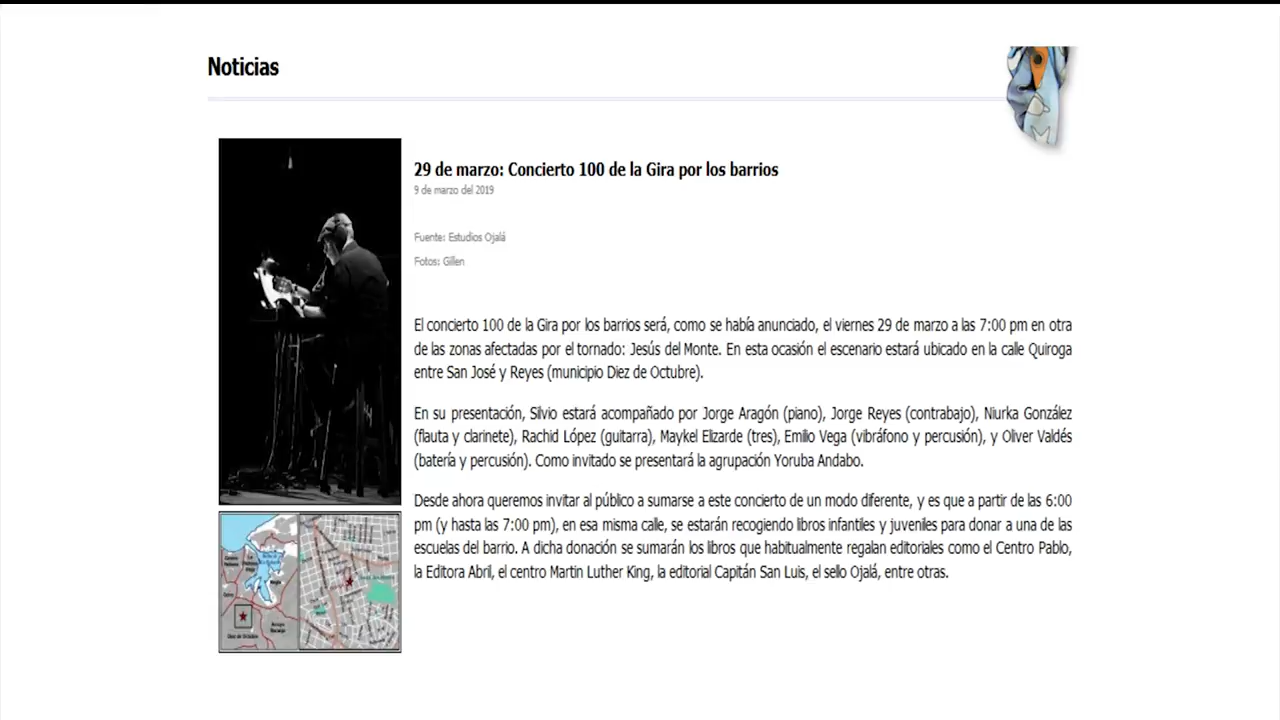 Noticias
29 de marzo: Concierto 100 de la Gira por los barrios
9 de marzo del 2019
Fuente: Estudios Ojalá
Fotos: Gillen
El concierto 100 de la Gira por los barrios será, como se había anunciado, el viernes 29 de marzo a las 7:00 pm en otra
de las zonas afectadas por el tornado: Jesús del Monte. En esta ocasión el escenario estará ubicado en la calle Quiroga
entre San José y Reyes (municipio Diez de Octubre).
En su presentación, Silvio estará acompañado por Jorge Aragón (piano), Jorge Reyes (contrabajo), Niurka González
(flauta y clarinete), Rachid López (guitarra), Maykel Elizarde (tres), Emilio Vega (vibráfono y percusión), y Oliver Valdés
(batería y percusión). Como invitado se presentará la agrupación Yoruba Andabo.
Desde ahora queremos invitar al público a sumarse a este concierto de un modo diferente, y es que a partir de las 6:00
pm (y hasta las 7:00 pm), en esa misma calle, se estarán recogiendo libros infantiles y juveniles para donar a una de las
escuelas del barrio. A dicha donación se sumarán los libros que habitualmente regalan editoriales como el Centro Pablo,
la Editora Abril, el centro Martin Luther King, la editorial Capitán San Luis, el sello Ojalá, entre otras.
Regla
Cerro
Diez de Octubre
Arroyo
Naranjo